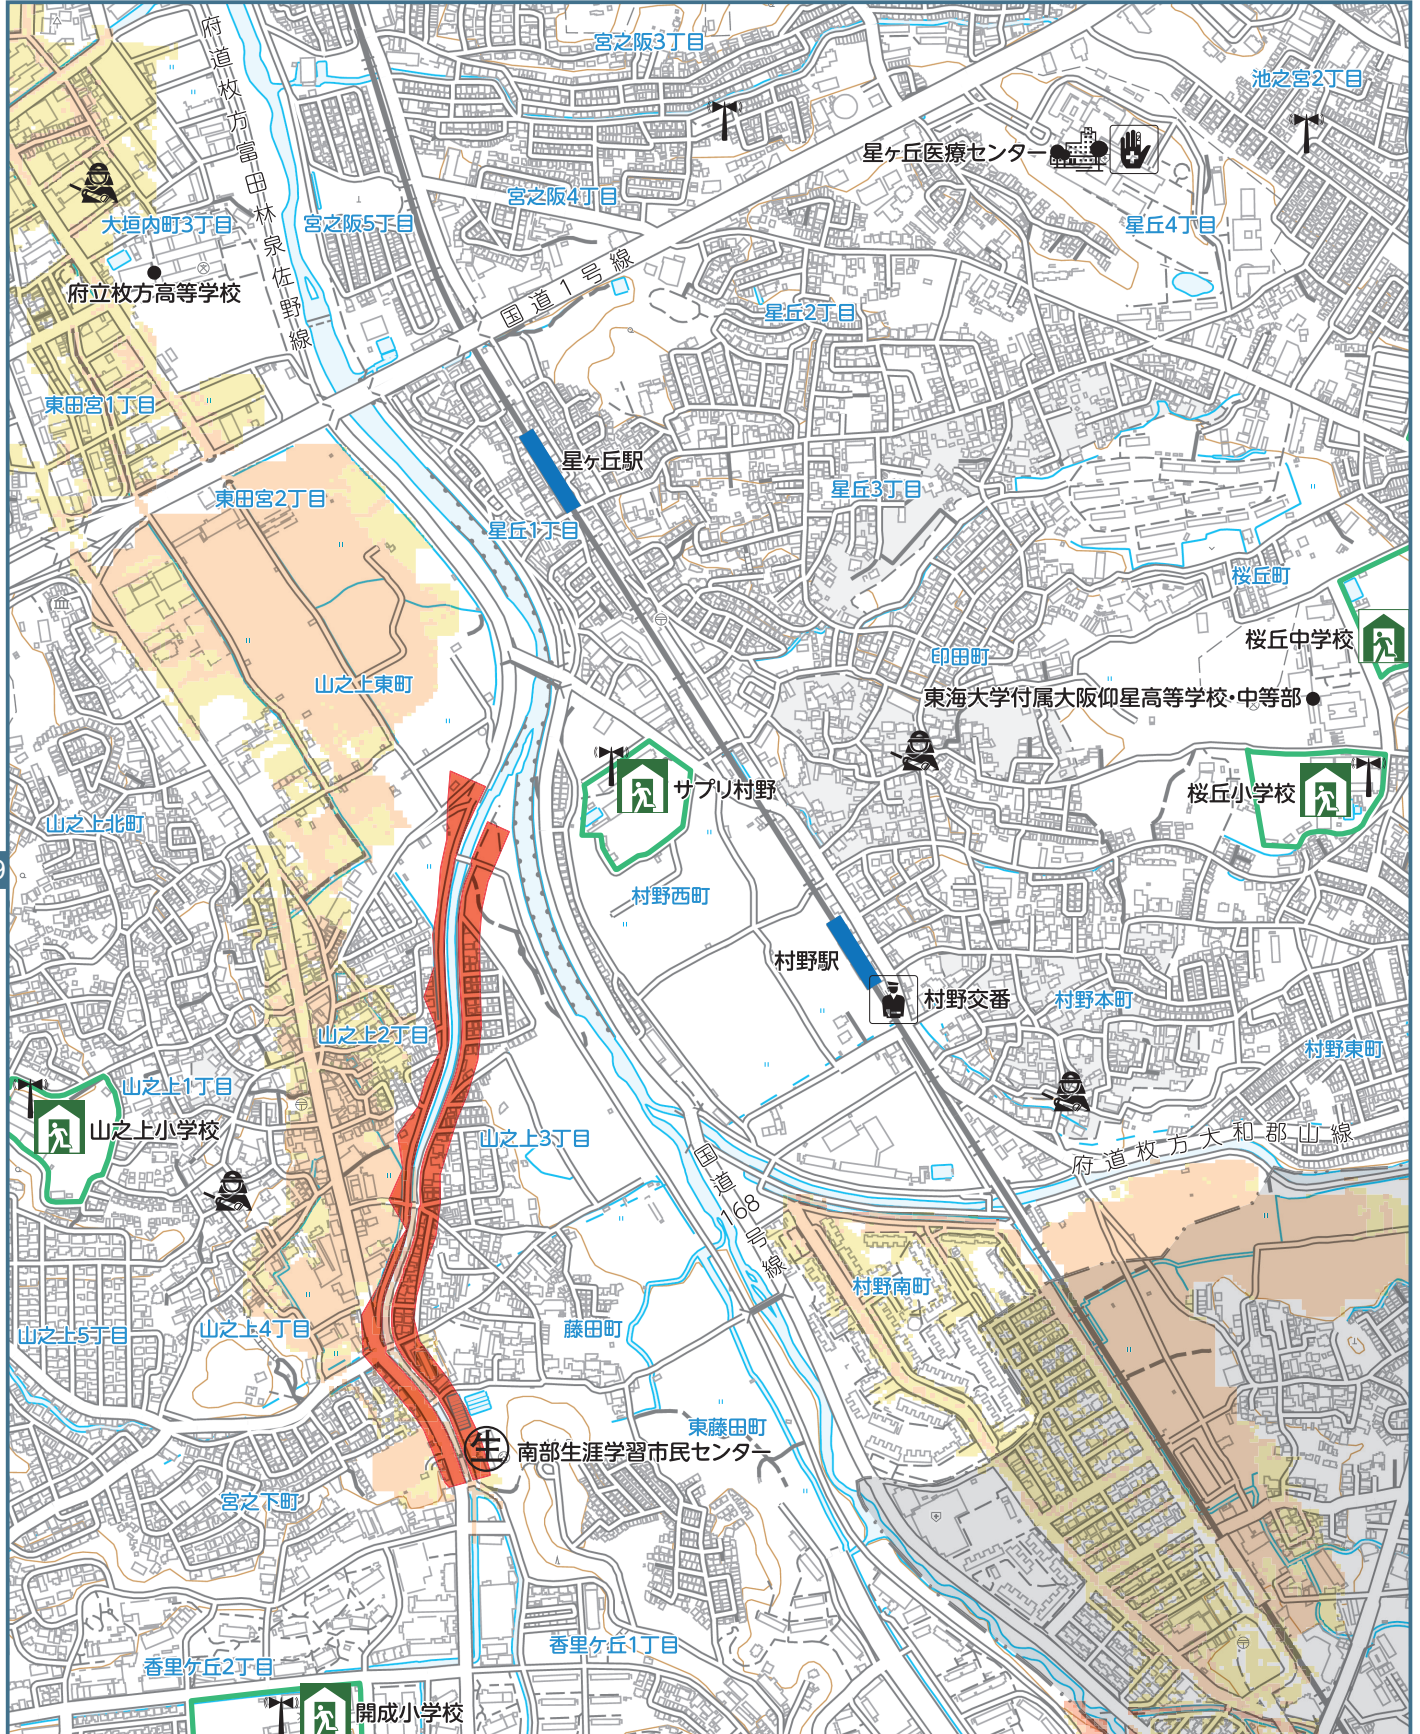 宮之阪3丁目
池之宮2丁目
府道枚方富田林泉佐野線
星ヶ丘医療センター
宮之阪4丁目
大垣内町3丁目
宮之阪5丁目
星丘4丁目
府立枚方高等学校
国道1号線
星丘2丁目
東田宮1丁目
星ヶ丘駅
東田宮2丁目
星丘3丁目
星丘1丁目
桜丘町
桜丘中学校
印田町
山之上東町
東海大学付属大阪仰星高等学校・中等部
サプリ村野
桜丘小学校
山之上北町
9
村野西町
村野駅
村野交番
村野本町
山之上2丁目
村野東町
山之上1丁目
山之上小学校
山之上3丁目
府道枚方大和郡山線
国道168号線
村野南町
山之上5丁目
山之上4丁目
藤田町
東藤田町
生
南部生涯学習市民センター
宮之下町
香里ケ丘1丁目
香里ケ丘2丁目
開成小学校